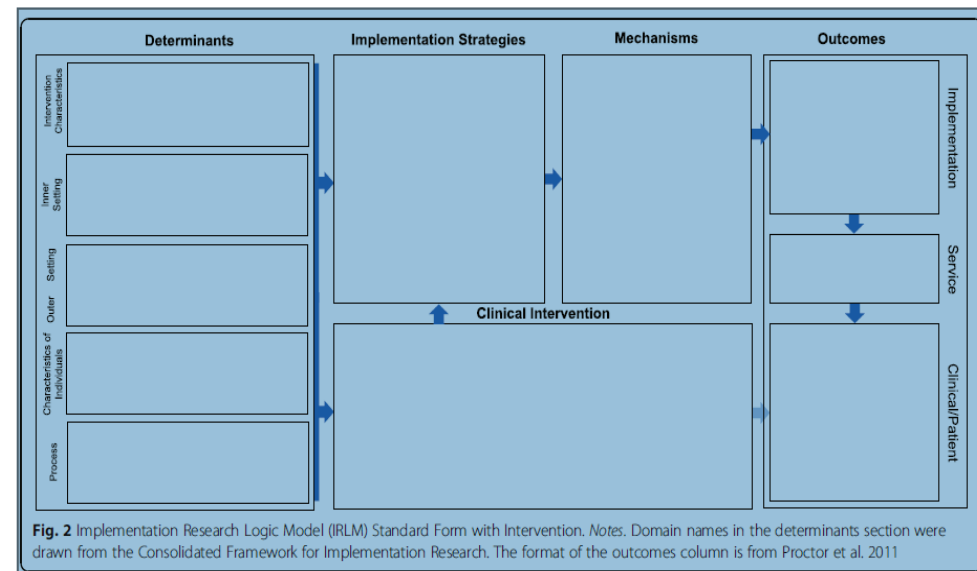 Determinants
Implementation Strategies
Mechanisms
Outcomes
Intervention
Characteristics
Inner
Setting
Outer Setting
Characteristics of
Individuals
Process
Clinical Intervention
Implementation
Service
Clinical/Patient
Fig. 2 Implementation Research Logic Model (IRLM) Standard Form with Intervention. Notes. Domain names in the determinants section were
drawn from the Consolidated Framework for Implementation Research. The format of the outcomes column is from Proctor et al. 2011